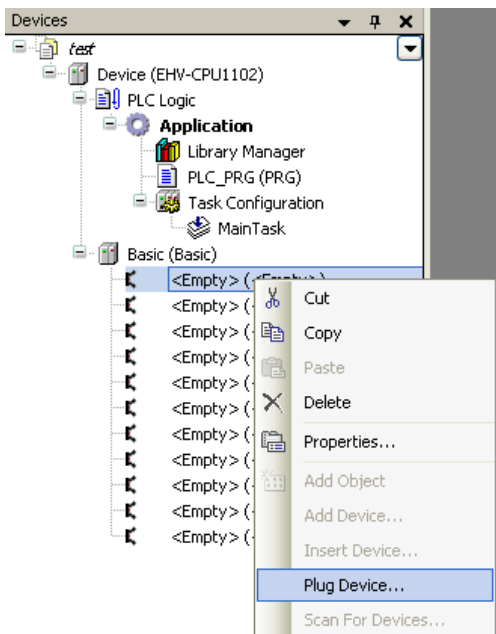 Devices
test
Device (EHV-CPU1102)
PLC Logic
Application
Library Manager
PLC_PRG (PRG)
Task Configuration
MainTask
Basic (Basic)
<Empty> (<Empty>)
<Empty> (
<Empty> (
<Empty> (
<Empty> (
<Empty> (
<Empty> (
<Empty> (
<Empty> (
<Empty> (
<Empty> (
Cut
Copy
Paste
Delete
Properties...
Add Object
Add Device...
Insert Device...
Plug Device...
Scan For Devices...